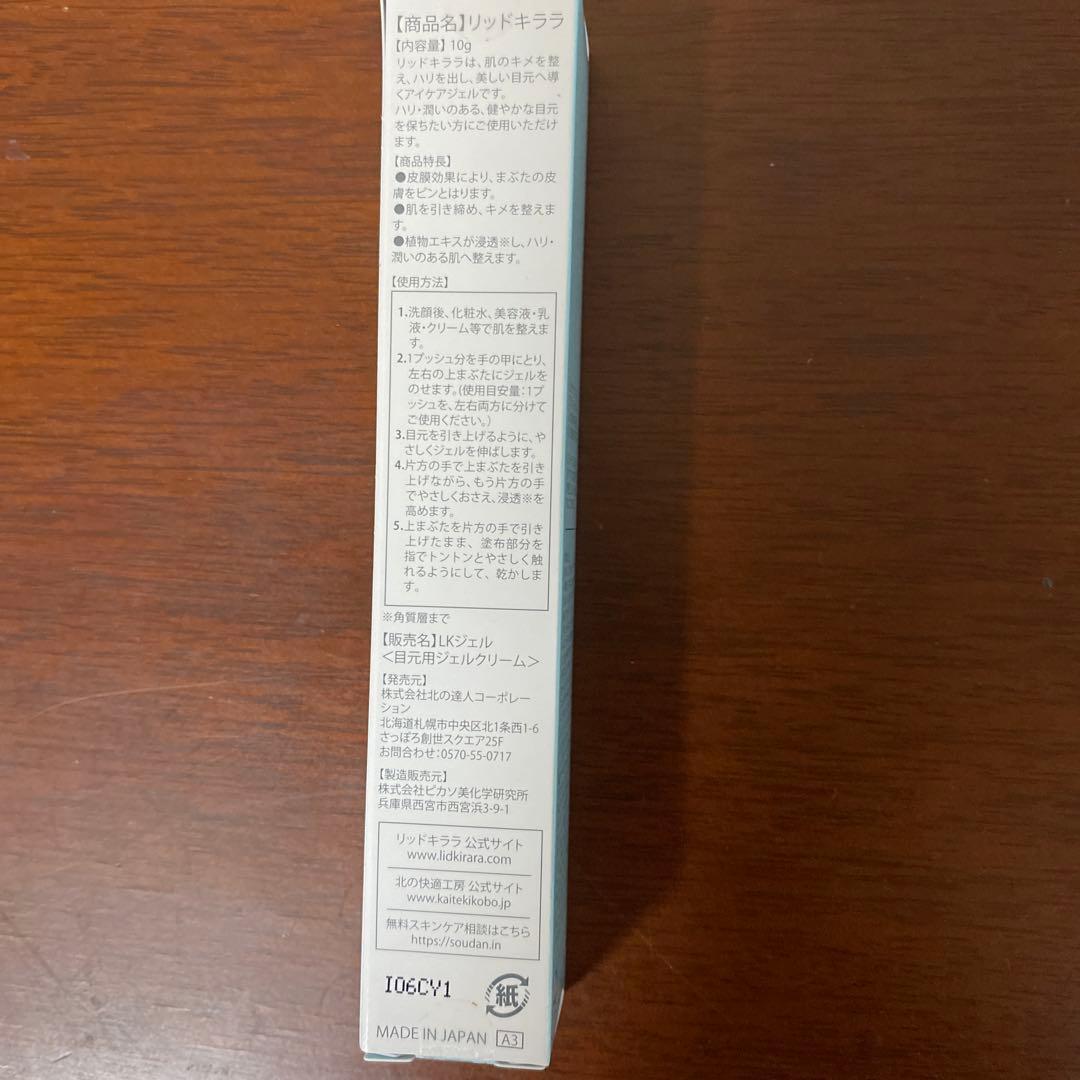 【商品名】リッドキララ
【内容量】10g
リッドキララは、肌のキメを整
え、ハリを出し、美しい目元へ導
くアイケアジェルです。
ハリ・潤いのある、健やかな目元
を保ちたい方にご使用いただけ
ます。
【商品特長】
●皮膜効果により、まぶたの皮
膚をピンとはります。
●肌を引き締め、キメを整えま
す。
●植物エキスが浸透※し、ハリ・
潤いのある肌へ整えます。
【使用方法】
1.洗顔後、化粧水、美容液・乳
液・クリーム等で肌を整えま
す。
2.1プッシュ分を手の甲にとり、
左右の上まぶたにジェルを
のせます。(使用目安量：1プ
ッシュを、左右両方に分けて
ご使用ください。)
3.目元を引き上げるように、や
さしくジェルを伸ばします。
4.片方の手で上まぶたを引き
上げながら、もう片方の手
でやさしくおさえ、浸透※を
高めます。
5.上まぶたを片方の手で引き
上げたまま、塗布部分を
指でトントンとやさしく触
れるようにして、乾かしま
す。
※角質層まで
【販売名】LKジェル
＜目元用ジェルクリーム＞
【発売元】
株式会社北の達人コーポレー
ション
北海道札幌市中央区北1条西1-6
さっぽろ創世スクエア25F
お問合わせ：0570-55-0717
【製造販売元】
株式会社ピカソ美化学研究所
兵庫県西宮市西宮浜3-9-1
リッドキララ 公式サイト
www.lidkirara.com
北の快適工房 公式サイト
www.kaitekikobo.jp
無料スキンケア相談はこちら
https://soudan.in
I06CY1
紙
MADE IN JAPAN A3